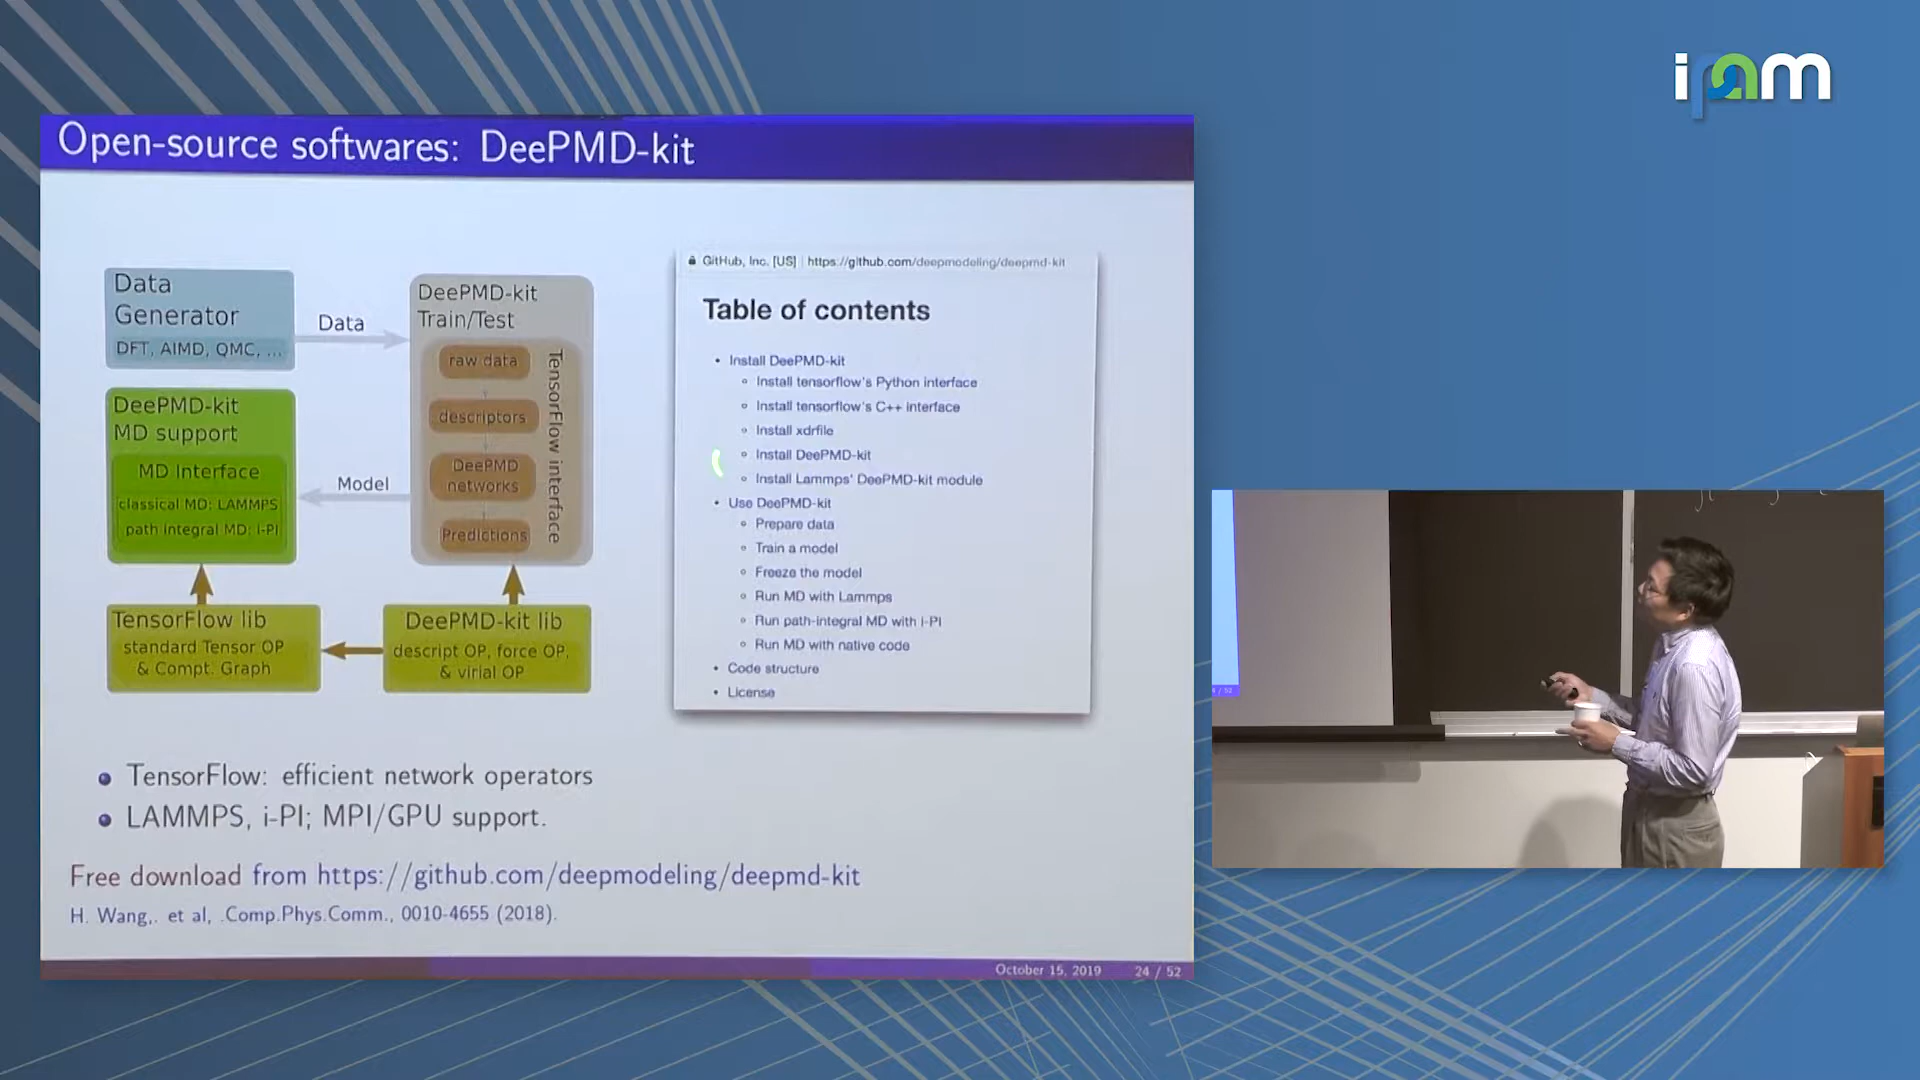 ipam
Open-source softwares: DeePMD-kit
Data
Generator
DFT, AIMD, QMC, ...
Data
DeePMD-kit
Train/Test
raw data
descriptors
DeePMD
networks
Predictions
TensorFlow interface
DeePMD-kit
MD support
MD Interface
classical MD: LAMMPS
path integral MD: i-PI
Model
TensorFlow lib
standard Tensor OP
& Compt. Graph
DeePMD-kit lib
descript OP, force OP,
& virial OP
GitHub, Inc. [US] | https://github.com/deepmodeling/deepmd-kit
Table of contents
• Install DeePMD-kit
◦ Install tensorflow's Python interface
◦ Install tensorflow's C++ interface
◦ Install xdrfile
◦ Install DeePMD-kit
◦ Install Lammps' DeePMD-kit module
• Use DeePMD-kit
◦ Prepare data
◦ Train a model
◦ Freeze the model
◦ Run MD with Lammps
◦ Run path-integral MD with i-PI
◦ Run MD with native code
• Code structure
• License
• TensorFlow: efficient network operators
• LAMMPS, i-PI; MPI/GPU support.
Free download from https://github.com/deepmodeling/deepmd-kit
H. Wang,. et al, .Comp.Phys.Comm., 0010-4655 (2018).
October 15, 2019 24 / 52
/ 52